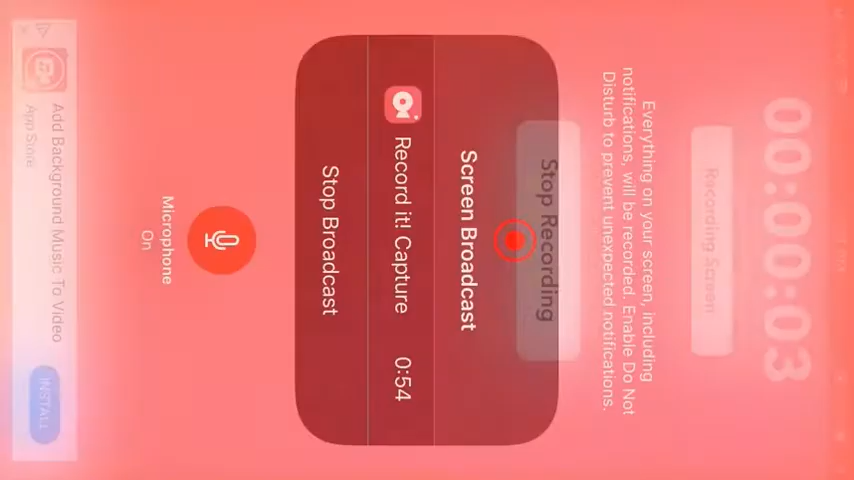 00:00:03
Recording Screen
Everything on your screen, including
notifications, will be recorded. Enable Do Not
Disturb to prevent unexpected notifications.
Stop Recording
Screen Broadcast
Record it! Capture 0:54
Stop Broadcast
Microphone
On
Add Background Music To Video
App Store
INSTALL